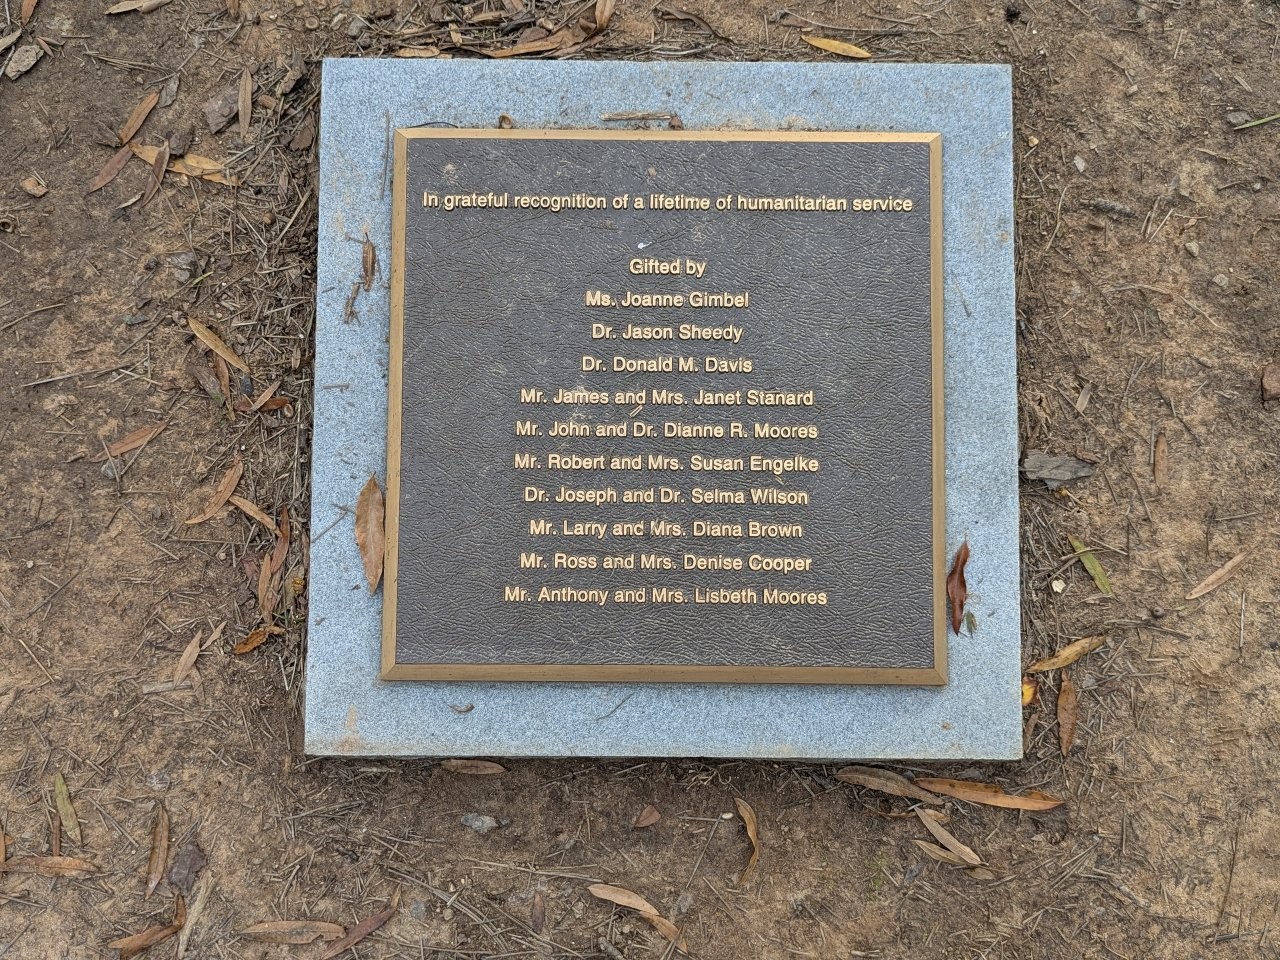 In grateful recognition of a lifetime of humanitarian service
Gifted by
Ms. Joanne Gimbel
Dr. Jason Sheedy
Dr. Donald M. Davis
Mr. James and Mrs. Janet Stanard
Mr. John and Dr. Dianne R. Moores
Mr. Robert and Mrs. Susan Engelke
Dr. Joseph and Dr. Selma Wilson
Mr. Larry and Mrs. Diana Brown
Mr. Ross and Mrs. Denise Cooper
Mr. Anthony and Mrs. Lisbeth Moores